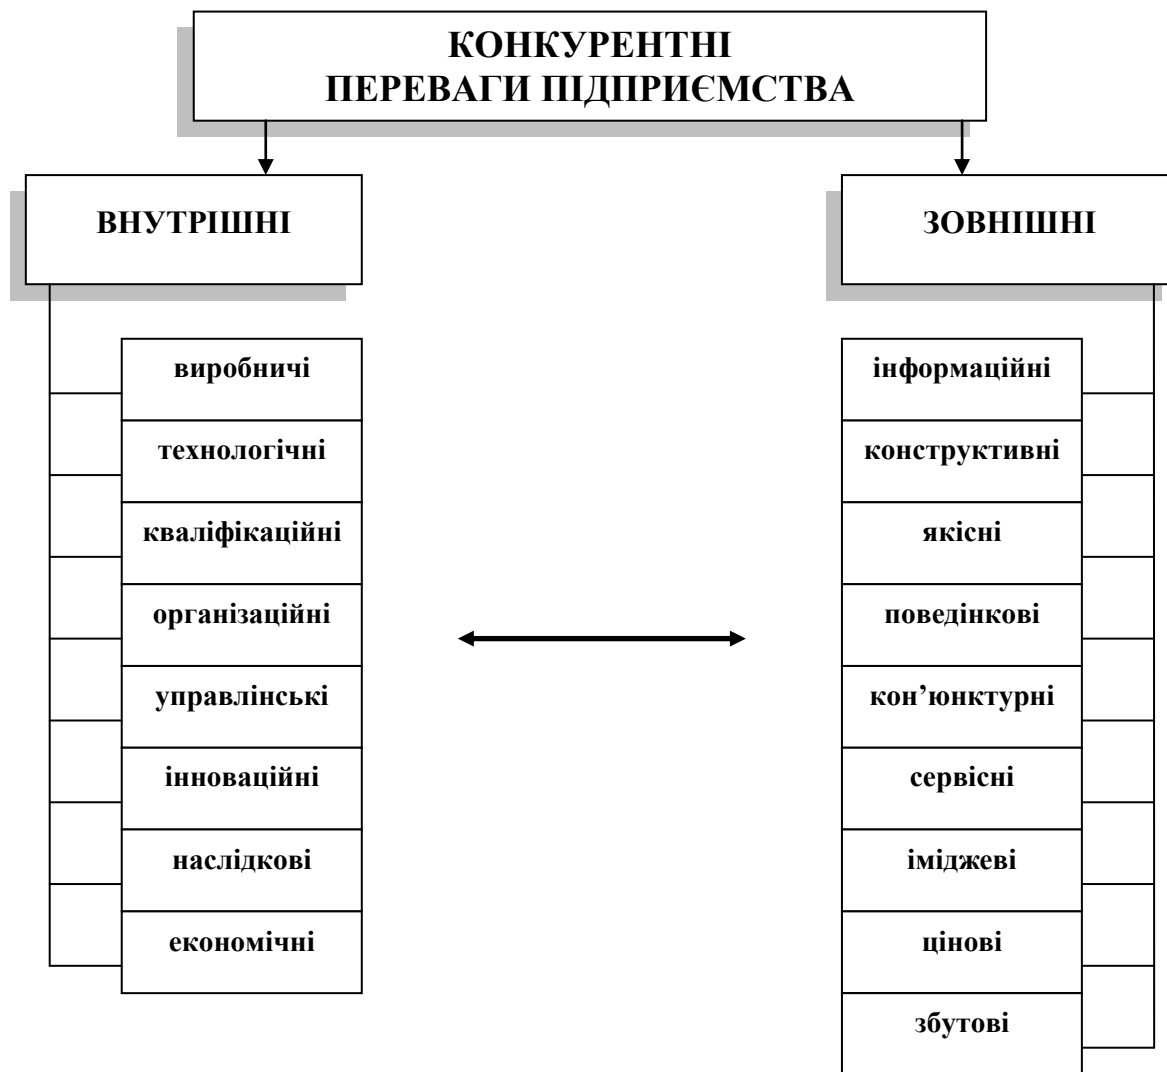 КОНКУРЕНТНІ
ПЕРЕВАГИ ПІДПРИЄМСТВА
ВНУТРІШНІ
виробничі
технологічні
кваліфікаційні
організаційні
управлінські
інноваційні
наслідкові
економічні
ЗОВНІШНІ
інформаційні
конструктивні
якісні
поведінкові
кон’юнктурні
сервісні
іміджеві
цінові
збутові